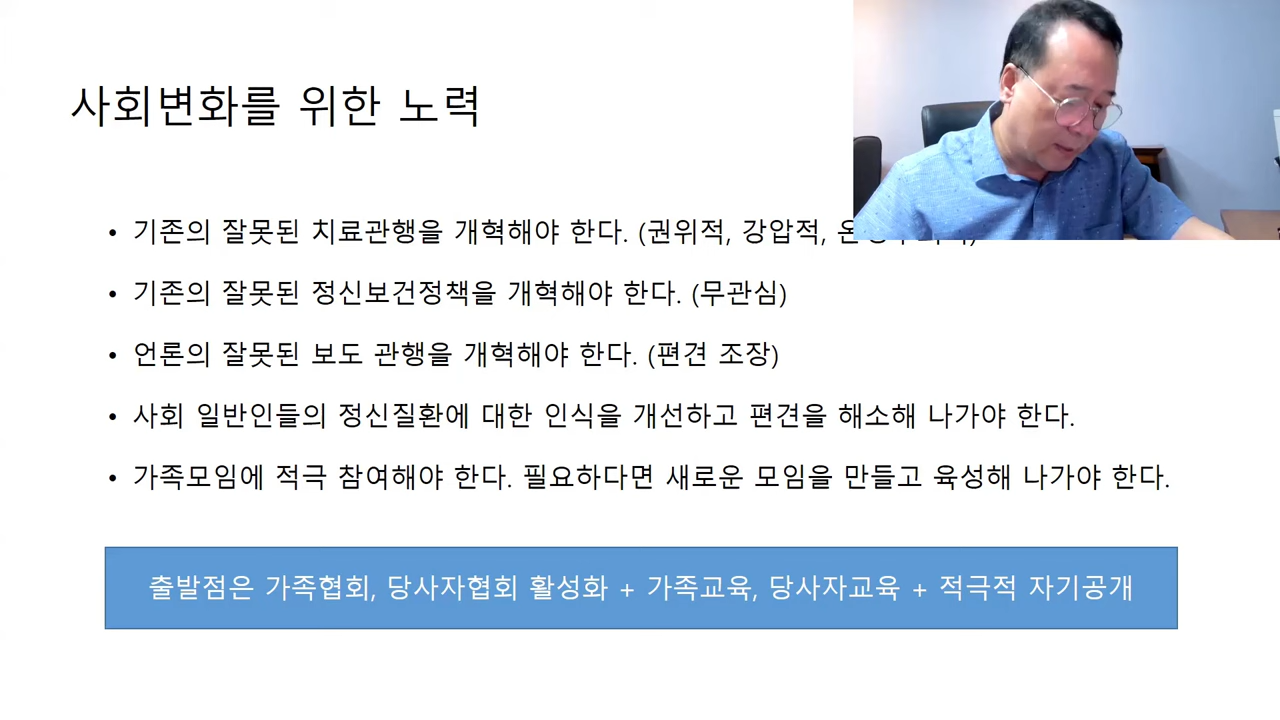 사회변화를 위한 노력
• 기존의 잘못된 치료관행을 개혁해야 한다. (권위적, 강압적,
• 기존의 잘못된 정신보건정책을 개혁해야 한다. (무관심)
• 언론의 잘못된 보도 관행을 개혁해야 한다. (편견 조장)
• 사회 일반인들의 정신질환에 대한 인식을 개선하고 편견을 해소해 나가야 한다.
• 가족모임에 적극 참여해야 한다. 필요하다면 새로운 모임을 만들고 육성해 나가야 한다.
출발점은 가족협회, 당사자협회 활성화 + 가족교육, 당사자교육 + 적극적 자기공개